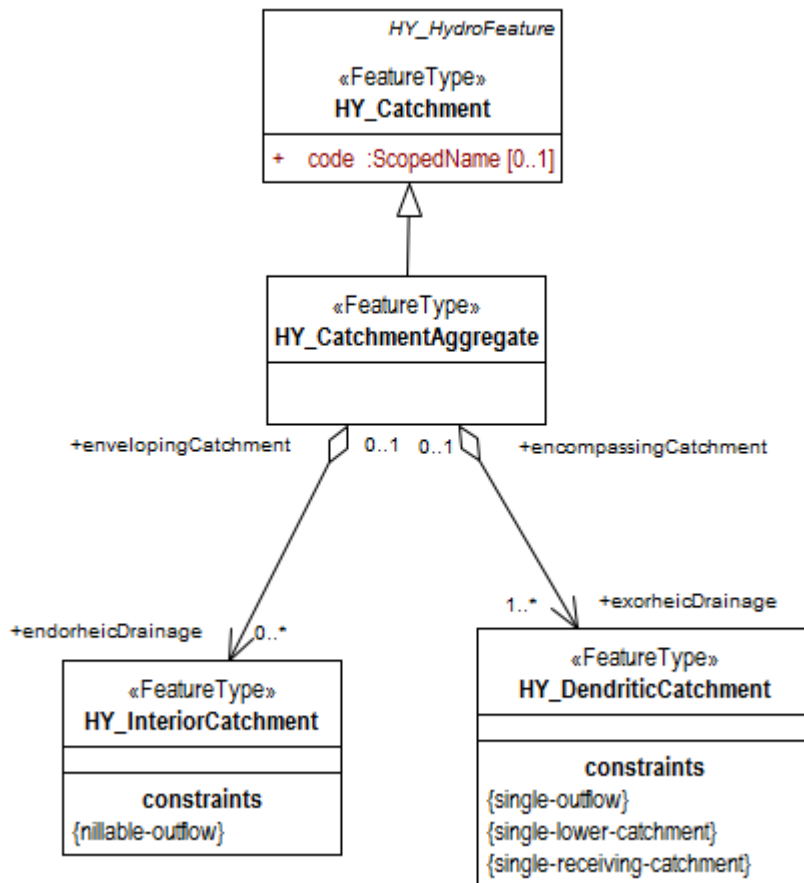 HY_HydroFeature
«FeatureType»
HY_Catchment
+ code :ScopedName [0..1]
«FeatureType»
HY_CatchmentAggregate
+envelopingCatchment 0..1 0..1 +encompassingCatchment
1..* +exorheicDrainage
+endorheicDrainage 0..*
«FeatureType»
HY_InteriorCatchment
constraints
{nillable-outflow}
«FeatureType»
HY_DendriticCatchment
constraints
{single-outflow}
{single-lower-catchment}
{single-receiving-catchment}